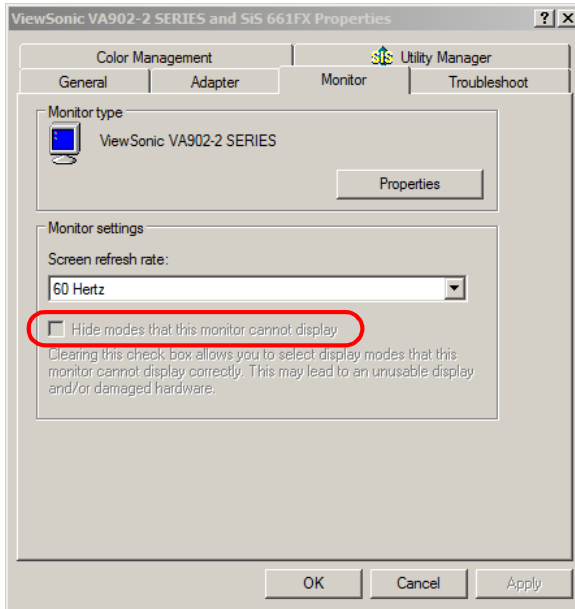 ViewSonic VA902-2 SERIES and SiS 661FX Properties
Color Management
SiS Utility Manager
General
Adapter
Monitor
Troubleshoot
Monitor type
ViewSonic VA902-2 SERIES
Properties
Monitor settings
Screen refresh rate:
60 Hertz
Hide modes that this monitor cannot display
Clearing this check box allows you to select display modes that this
monitor cannot display correctly. This may lead to an unusable display
and/or damaged hardware.
OK
Cancel
Apply